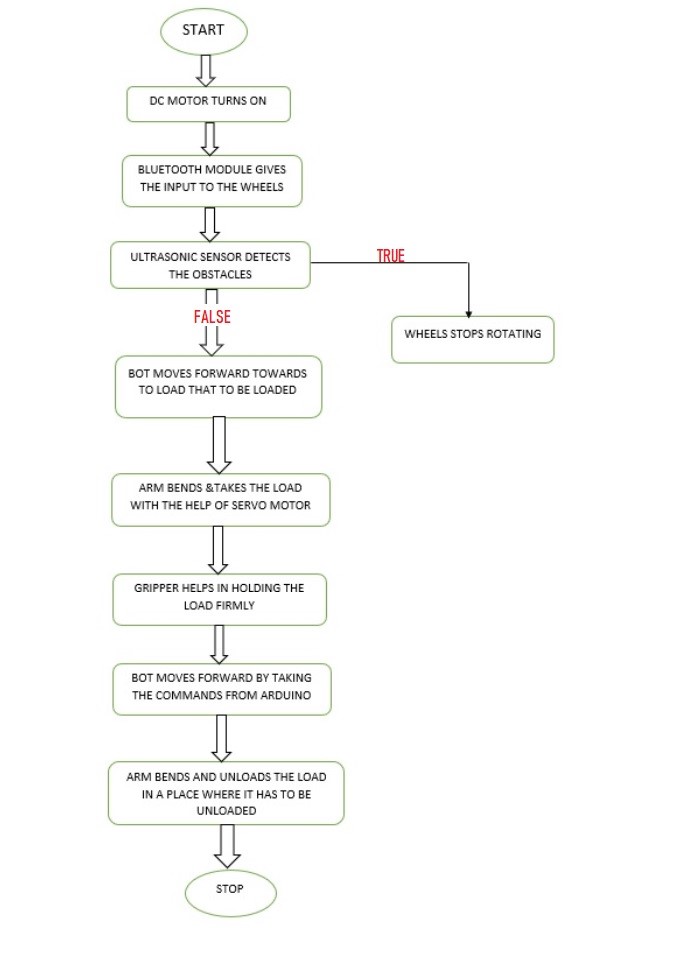 START
DC MOTOR TURNS ON
BLUETOOTH MODULE GIVES
THE INPUT TO THE WHEELS
ULTRASONIC SENSOR DETECTS
THE OBSTACLES
TRUE
FALSE
WHEELS STOPS ROTATING
BOT MOVES FORWARD TOWARDS
TO LOAD THAT TO BE LOADED
ARM BENDS &TAKES THE LOAD
WITH THE HELP OF SERVO MOTOR
GRIPPER HELPS IN HOLDING THE
LOAD FIRMLY
BOT MOVES FORWARD BY TAKING
THE COMMANDS FROM ARDUINO
ARM BENDS AND UNLOADS THE LOAD
IN A PLACE WHERE IT HAS TO BE
UNLOADED
STOP